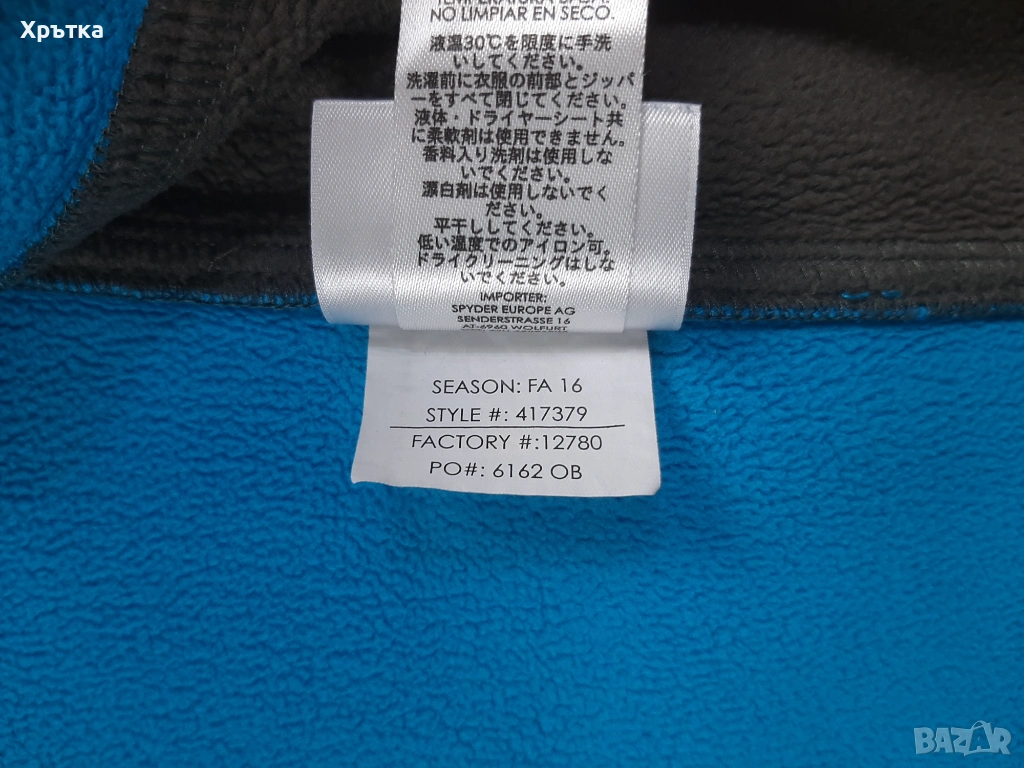 Хрътка
NO LIMPIAR EN SECO.
液温30℃を限度に手洗
いしてください。
洗濯前に衣服の前部とジッパ
ーをすべて閉じてください。
液体・ドライヤーシート共
に柔軟剤は使用できません。
香料入り洗剤は使用しな
いでください。
漂白剤は使用しないでく
ださい。
平干ししてください。
低い温度でのアイロン可。
ドライクリーニングはしな
いでください。
IMPORTER:
SPYDER EUROPE AG
SENDERSTRASSE 16
AT-6960 WOLFURT
SEASON: FA 16
STYLE #: 417379
FACTORY #:12780
PO#: 6162 OB
BAZAR